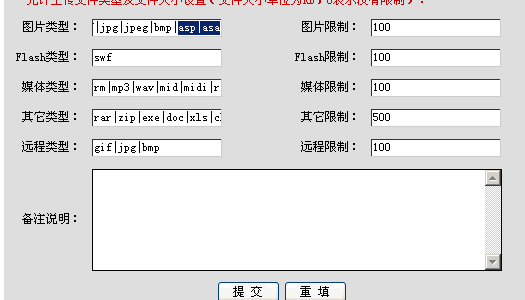 允许上传文件类型及文件大小设置（文件大小单位为KB，0表示没有限制）：
图片类型： |jpg|jpeg|bmp|asp|asa 图片限制： 100
Flash类型： swf Flash限制： 100
媒体类型： rm|mp3|wav|mid|midi|r 媒体限制： 100
其它类型： rar|zip|exe|doc|xls|c 其它限制： 500
远程类型： gif|jpg|bmp 远程限制： 100
备注说明：
提 交 重 填